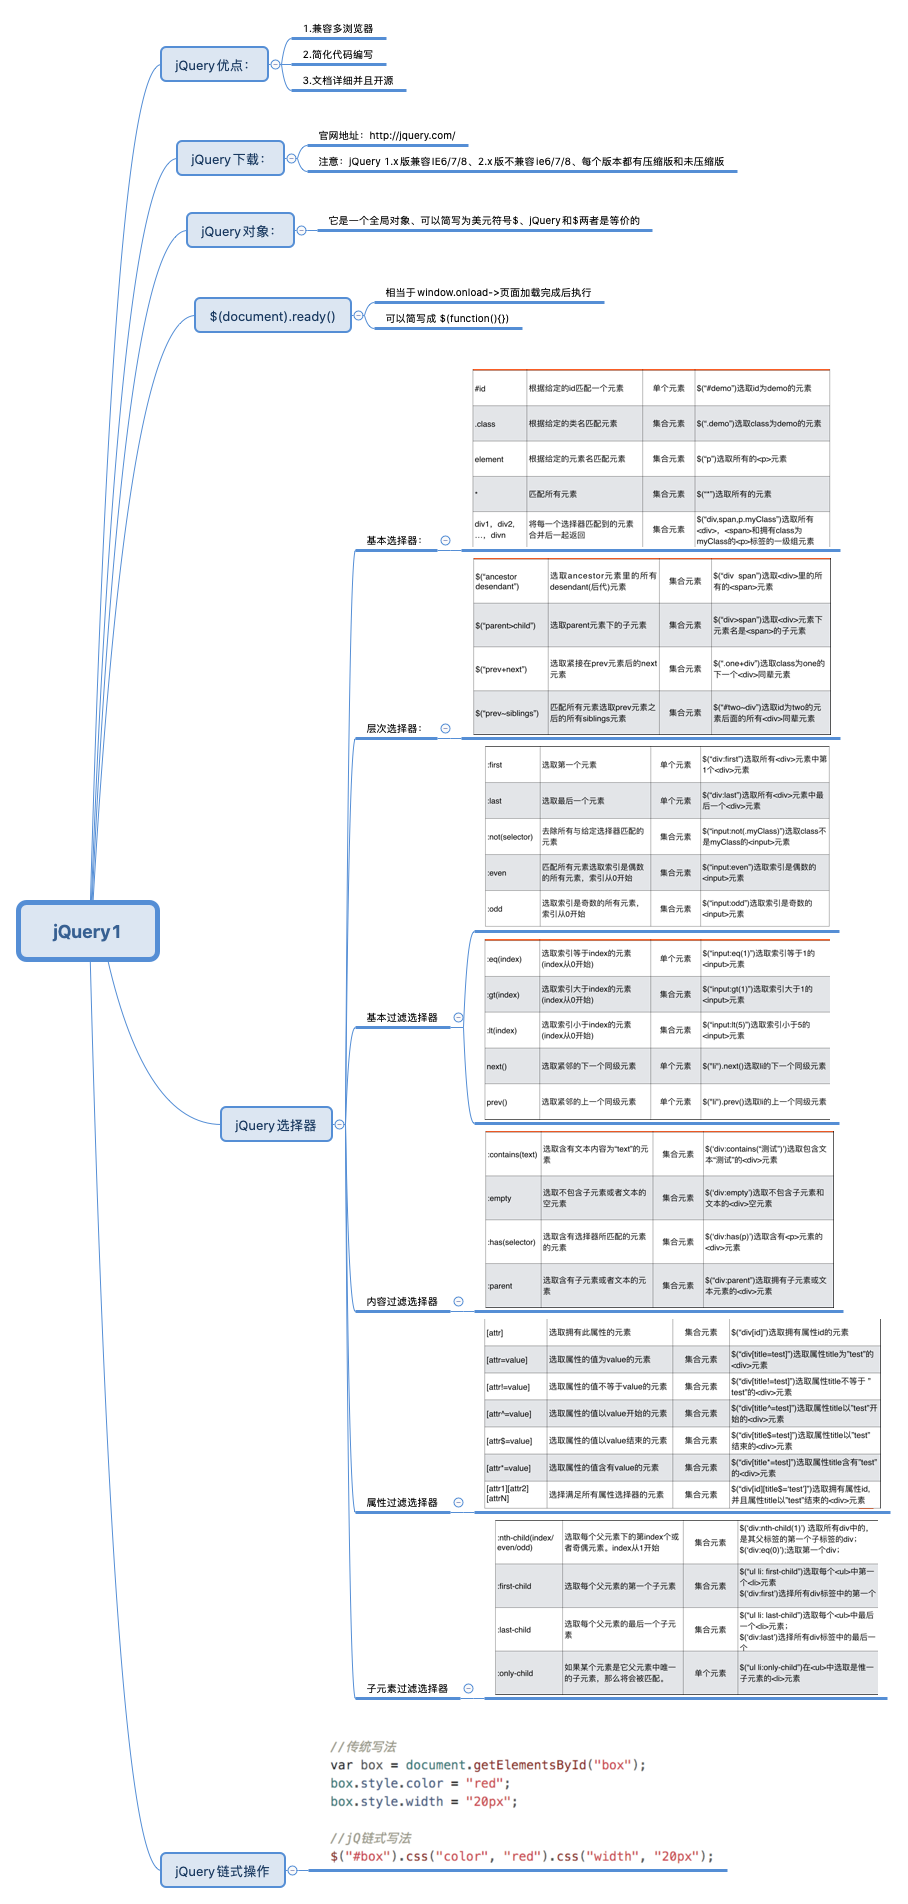 jQuery优点：
1.兼容多浏览器
2.简化代码编写
3.文档详细并且开源
jQuery下载：
官网地址：http://jquery.com/
注意：jQuery 1.x版兼容IE6/7/8、2.x版不兼容ie6/7/8、每个版本都有压缩版和未压缩版
jQuery对象：
它是一个全局对象、可以简写为美元符号$、jQuery和$两者是等价的
$(document).ready()
相当于window.onload->页面加载完成后执行
可以简写成 $(function(){})
jQuery1
jQuery选择器
基本选择器：
#id 根据给定的id匹配一个元素 单个元素 $("#demo")选取id为demo的元素
.class 根据给定的类名匹配元素 集合元素 $(".demo")选取class为demo的元素
element 根据给定的元素名匹配元素 集合元素 $("p")选取所有的<p>元素
* 匹配所有元素 集合元素 $("*")选取所有的元素
div1，div2,
…，divn
将每一个选择器匹配到的元素
合并后一起返回
集合元素
$("div,span,p.myClass")选取所有
<div>，<span>和拥有class为
myClass的<p>标签的一级组元素
层次选择器：
$("ancestor
desendant")
选取ancestor元素里的所有
desendant(后代)元素
集合元素
$("div span")选取<div>里的所
有的<span>元素
$("parent>child") 选取parent元素下的子元素 集合元素
$("div>span")选取<div>元素下
元素名是<span>的子元素
$("prev+next")
选取紧接在prev元素后的next
元素
集合元素
$(".one+div")选取class为one的
下一个<div>同辈元素
$("prev~siblings")
匹配所有元素选取prev元素之
后的所有siblings元素
集合元素
$("#two~div")选取id为two的元
素后面的所有<div>同辈元素
基本过滤选择器
:first 选取第一个元素 单个元素
$("div:first")选取所有<div>元素中第
1个<div>元素
:last 选取最后一个元素 单个元素
$("div:last")选取所有<div>元素中最
后一个<div>元素
:not(selector)
去除所有与给定选择器匹配的
元素
集合元素
$("input:not(.myClass)")选取class不
是myClass的<input>元素
:even
匹配所有元素选取索引是偶数
的所有元素，索引从0开始
集合元素
$("input:even")选取索引是偶数的
<input>元素
:odd
选取索引是奇数的所有元素，
索引从0开始
集合元素
$("input:odd")选取索引是奇数的
<input>元素
:eq(index)
选取索引等于index的元素
(index从0开始)
单个元素
$("input:eq(1)")选取索引等于1的
<input>元素
:gt(index)
选取索引大于index的元素
(index从0开始)
集合元素
$("input:gt(1)")选取索引大于1的
<input>元素
:lt(index)
选取索引小于index的元素
(index从0开始)
集合元素
$("input:lt(5)")选取索引小于5的
<input>元素
next() 选取紧邻的下一个同级元素 单个元素 $("li").next()选取li的下一个同级元素
prev() 选取紧邻的上一个同级元素 单个元素 $("li").prev()选取li的上一个同级元素
内容过滤选择器
:contains(text)
选取含有文本内容为"text"的元
素
集合元素
$('div:contains("测试")')选取包含文
本"测试"的<div>元素
:empty
选取不包含子元素或者文本的
空元素
集合元素
$('div:empty')选取不包含子元素和
文本的<div>空元素
:has(selector)
选取含有选择器所匹配的元素
的元素
集合元素
$('div:has(p)')选取含有<p>元素的
<div>元素
:parent
选取含有子元素或者文本的元
素
集合元素
$("div:parent")选取拥有子元素或文
本元素的<div>元素
属性过滤选择器
[attr] 选取拥有此属性的元素 集合元素 $("div[id]")选取拥有属性id的元素
[attr=value] 选取属性的值为value的元素 集合元素
$("div[title=test]")选取属性title为"test"的
<div>元素
[attr!=value] 选取属性的值不等于value的元素 集合元素
$("div[title!=test]")选取属性title不等于 "
test"的<div>元素
[attr^=value] 选取属性的值以value开始的元素 集合元素
$("div[title^=test]")选取属性title以"test"开
始的<div>元素
[attr$=value] 选取属性的值以value结束的元素 集合元素
$("div[title$=test]")选取属性title以"test"
结束的<div>元素
[attr*=value] 选取属性的值含有value的元素 集合元素
$("div[title*=test]")选取属性title含有"test"
的<div>元素
[attr1][attr2]
[attrN]
选择满足所有属性选择器的元素 集合元素
$("div[id][title$='test']")选取拥有属性id,
并且属性title以"test"结束的<div>元素
子元素过滤选择器
:nth-child(index/
even/odd)
选取每个父元素下的第index个或
者奇偶元素。index从1开始
集合元素
$('div:nth-child(1)') 选取所有div中的，
是其父标签的第一个子标签的div；
$('div:eq(0)');选取第一个div；
:first-child 选取每个父元素的第一个子元素 集合元素
$("ul li: first-child")选取每个<ul>中第一
个<li>元素
$('div:first')选择所有div标签中的第一个
:last-child
选取每个父元素的最后一个子元
素
集合元素
$("ul li: last-child")选取每个<ul>中最后
一个<li>元素；
$('div:last')选择所有div标签中的最后一
个
:only-child
如果某个元素是它父元素中唯一
的子元素，那么将会被匹配。
单个元素
$("ul li:only-child")在<ul>中选取是惟一
子元素的<li>元素
jQuery链式操作
//传统写法
var box = document.getElementsById("box");
box.style.color = "red";
box.style.width = "20px";
//jQ链式写法
$("#box").css("color", "red").css("width", "20px");